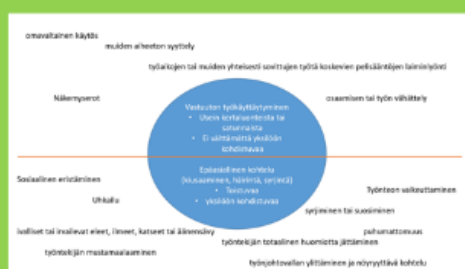 omavaltainen käytös
muiden aiheeton syyttely
työaikojen tai muiden yhteisesti sovittujen työtä koskevien pelisääntöjen laiminlyönti
Näkemyserot
osaamisen tai työn vähättely
Vastuuton työkäyttäytyminen
• Usein kertaluonteista tai
satunnaista
• Ei välttämättä yksilöön
kohdistuvaa
Epäasiallinen kohtelu
(kiusaaminen, häirintä, syrjintä)
• Toistuvaa
• yksilöön kohdistuvaa
Sosiaalinen eristäminen
Uhkailu
Työnteon vaikeuttaminen
syrjiminen tai suosiminen
ivalliset tai ilkeilevat eleet, ilmeet, katseet tai äänensävy
puhumattomuus
työntekijän totaalinen huomiotta jättäminen
työntekijän mustamaalaaminen
työnjohtovallan ylittäminen ja nöyryyttävä kohtelu